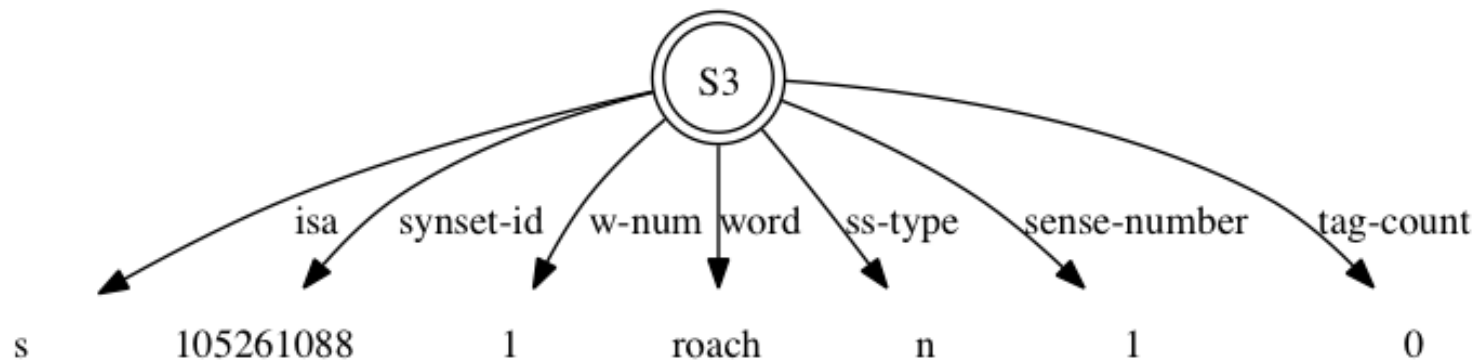 S3
isa synset-id w-num word ss-type sense-number tag-count
s 105261088 1 roach n 1 0